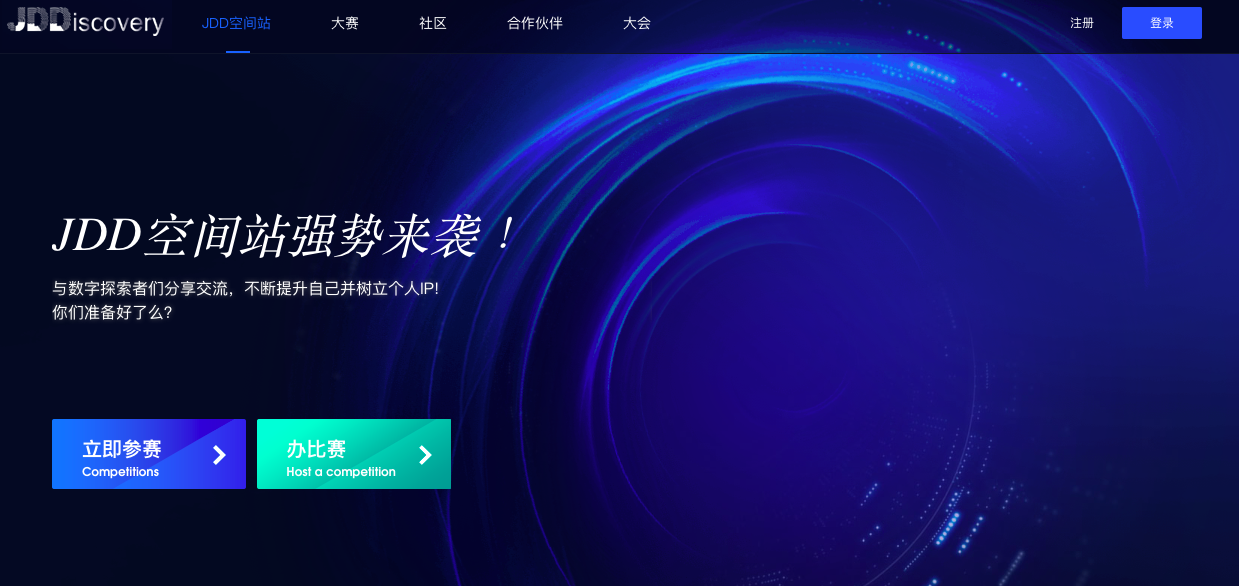 JDDiscovery
JDD空间站
大赛
社区
合作伙伴
大会
注册
登录
JDD空间站强势来袭！
与数字探索者们分享交流，不断提升自己并树立个人IP!
你们准备好了么？
立即参赛
Competitions
办比赛
Host a competition